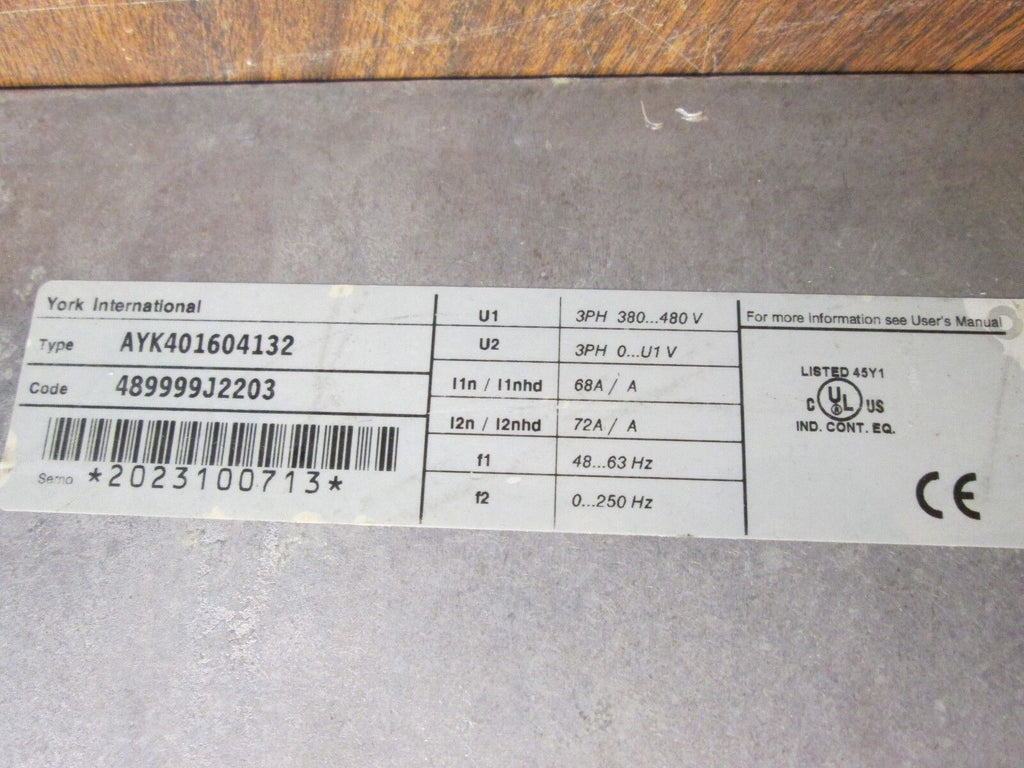 York International
Type AYK401604132
Code 489999J2203
Ser.no *2023100713*
U1 3PH 380...480 V
U2 3PH 0...U1 V
I1n / I1nhd 68A / A
I2n / I2nhd 72A / A
f1 48...63 Hz
f2 0...250 Hz
For more information see User's Manual
LISTED 45Y1
C UL ® US
IND. CONT. EQ.
CE